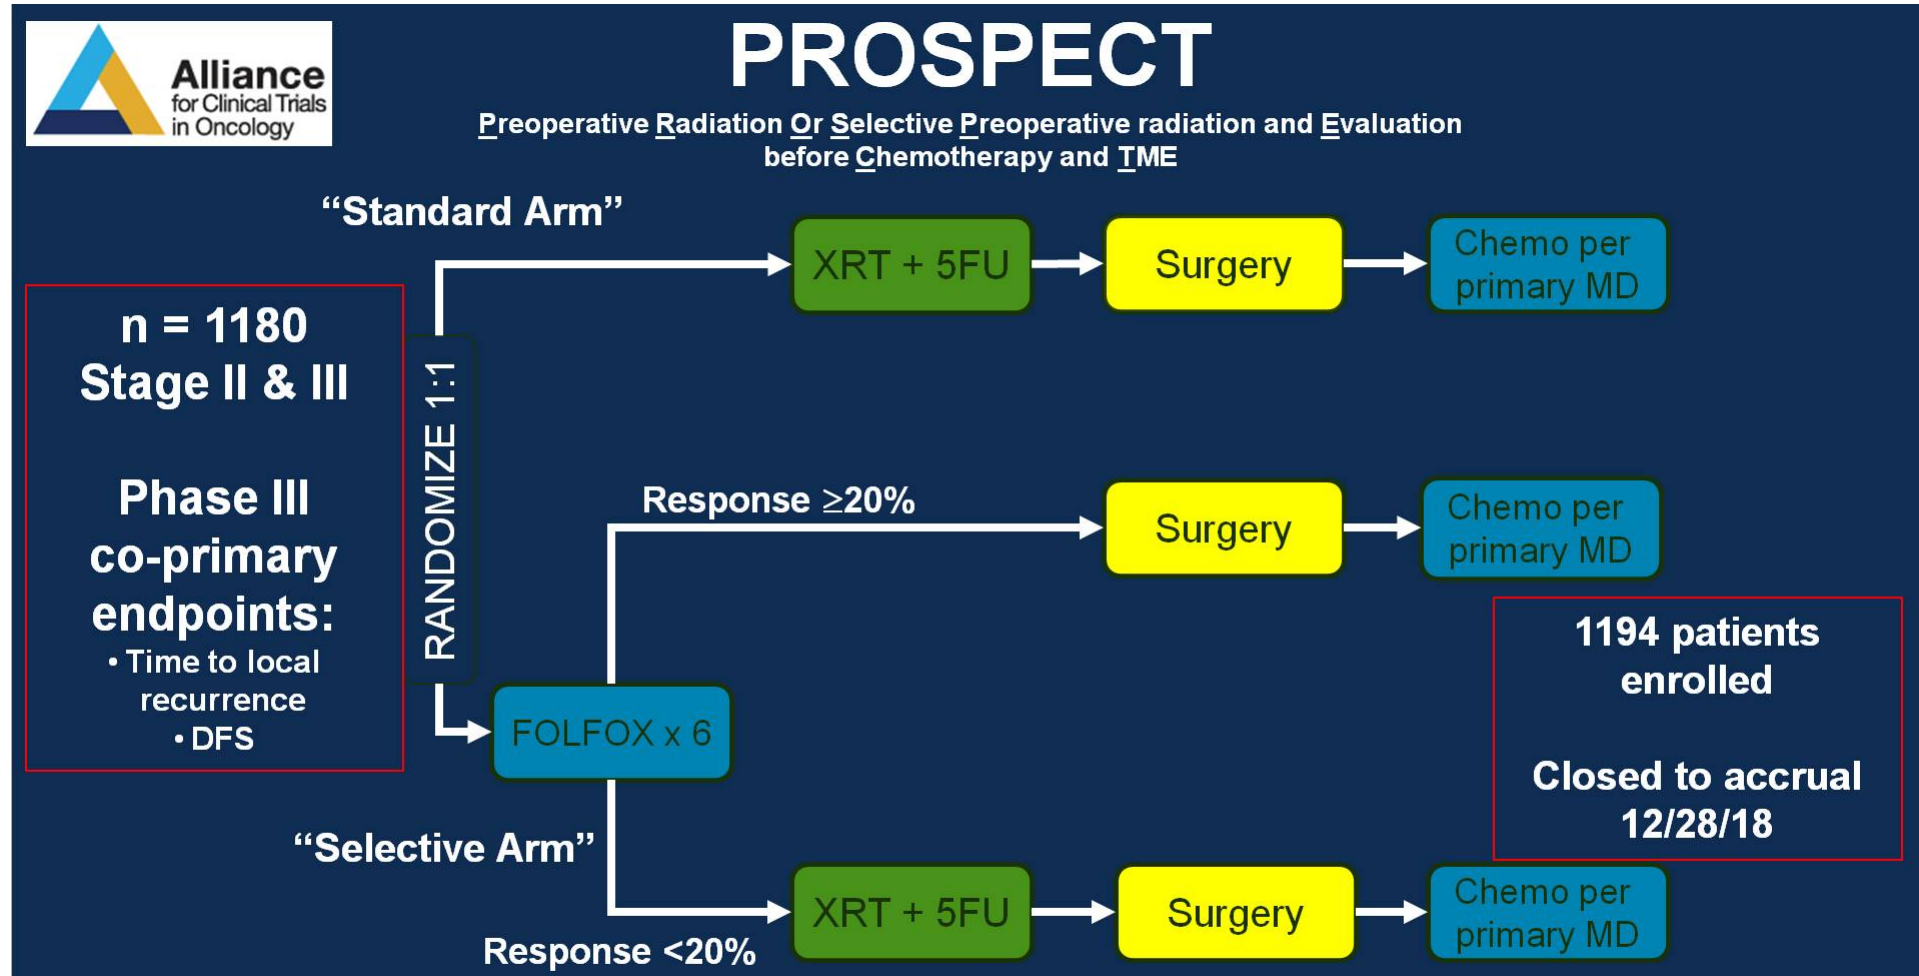 Alliance
for Clinical Trials
in Oncology
PROSPECT
Preoperative Radiation Or Selective Preoperative radiation and Evaluation
before Chemotherapy and TME
“Standard Arm”
XRT + 5FU
Surgery
Chemo per
primary MD
n = 1180
Stage II & III
Phase III
co-primary
endpoints:
• Time to local
recurrence
• DFS
RANDOMIZE 1:1
Response ≥20%
Surgery
Chemo per
primary MD
FOLFOX x 6
1194 patients
enrolled
Closed to accrual
12/28/18
“Selective Arm”
Response <20%
XRT + 5FU
Surgery
Chemo per
primary MD